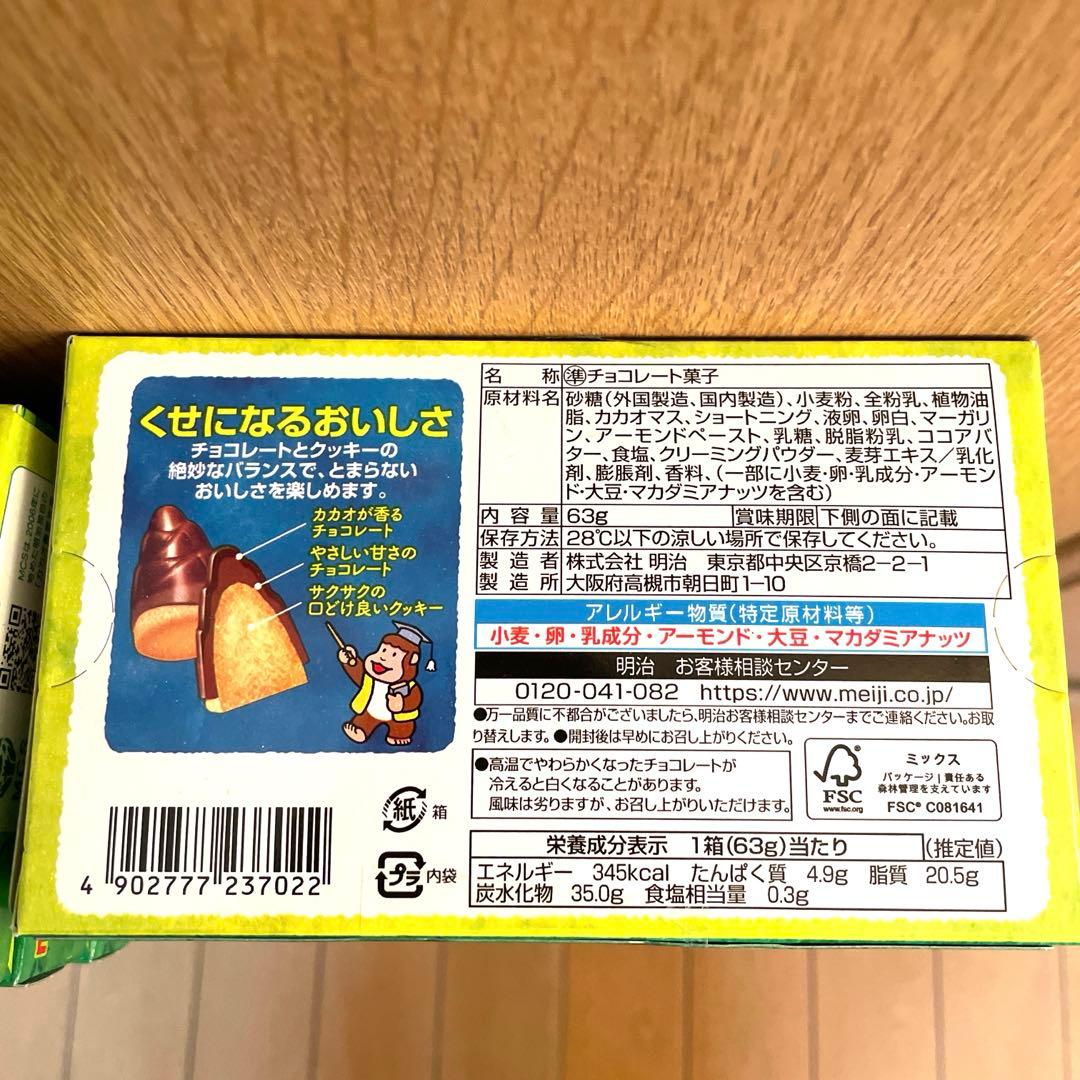 くせになるおいしさ
チョコレートとクッキーの
絶妙なバランスで、とまらない
おいしさを楽しめます。
カカオが香る
チョコレート
やさしい甘さの
チョコレート
サクサクの
口どけ良いクッキー
4 902777 237022
紙 箱
プラ 内袋
名 称 ㊜チョコレート菓子
原材料名 砂糖(外国製造、国内製造)、小麦粉、全粉乳、植物油
脂、カカオマス、ショートニング、液卵、卵白、マーガリ
ン、アーモンドペースト、乳糖、脱脂粉乳、ココアバ
ター、食塩、クリーミングパウダー、麦芽エキス/乳化
剤、膨脹剤、香料、(一部に小麦・卵・乳成分・アーモン
ド・大豆・マカダミアナッツを含む)
内 容 量 63g 賞味期限 下側の面に記載
保存方法 28℃以下の涼しい場所で保存してください。
製 造 者 株式会社 明治 東京都中央区京橋2-2-1
製 造 所 大阪府高槻市朝日町1-10
アレルギー物質(特定原材料等)
小麦・卵・乳成分・アーモンド・大豆・マカダミアナッツ
明治 お客様相談センター
0120-041-082 https://www.meiji.co.jp/
●万一品質に不都合がございましたら、明治お客様相談センターまでご連絡ください。お取
り替えします。●開封後は早めにお召し上がりください。
●高温でやわらかくなったチョコレートが
冷えると白くなることがあります。
風味は劣りますが、お召し上がりいただけます。
FSC
www.fsc.org
ミックス
パッケージ | 責任ある
森林管理を支えています
FSC® C081641
栄養成分表示 1箱(63g)当たり (推定値)
エネルギー 345kcal たんぱく質 4.9g 脂質 20.5g
炭水化物 35.0g 食塩相当量 0.3g